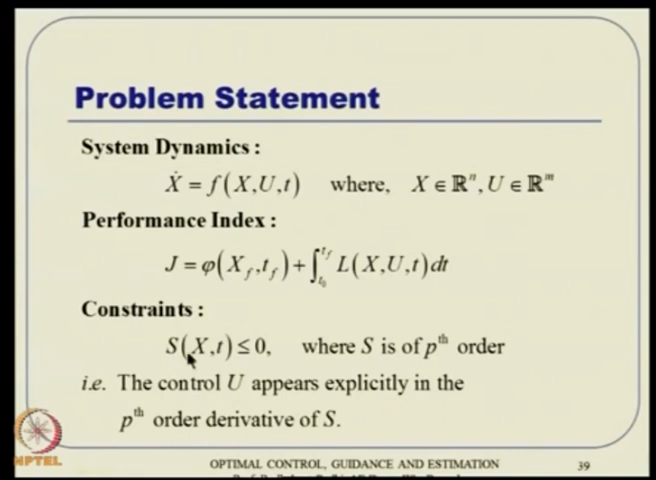 Problem Statement
System Dynamics :
Ẋ = f(X,U,t) where, X ∈ ℝⁿ, U ∈ ℝᵐ
Performance Index :
J = φ(X_f, t_f) + ∫_{t_0}^{t_f} L(X,U,t) dt
Constraints :
S(X,t) ≤ 0, where S is of pᵗʰ order
i.e. The control U appears explicitly in the
pᵗʰ order derivative of S.
NPTEL
OPTIMAL CONTROL, GUIDANCE AND ESTIMATION 39